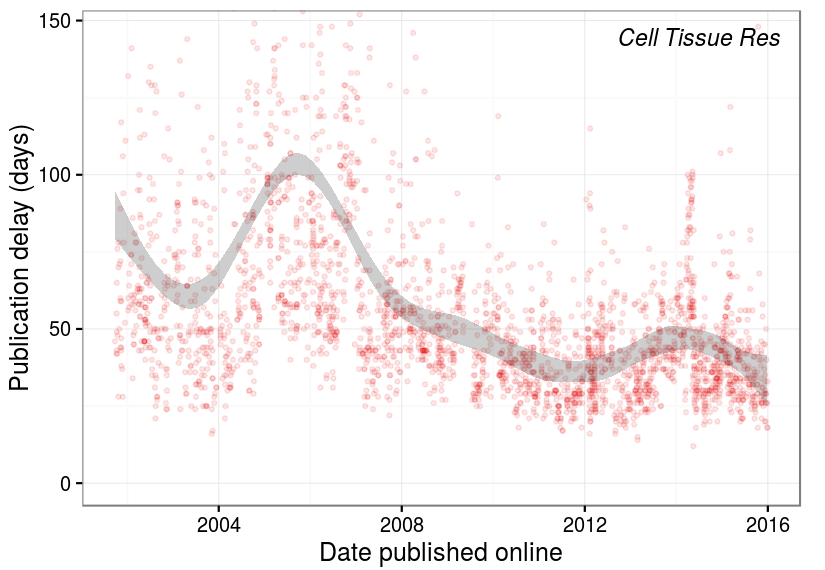 Cell Tissue Res
Publication delay (days)
150
100
50
0
2004 2008 2012 2016
Date published online